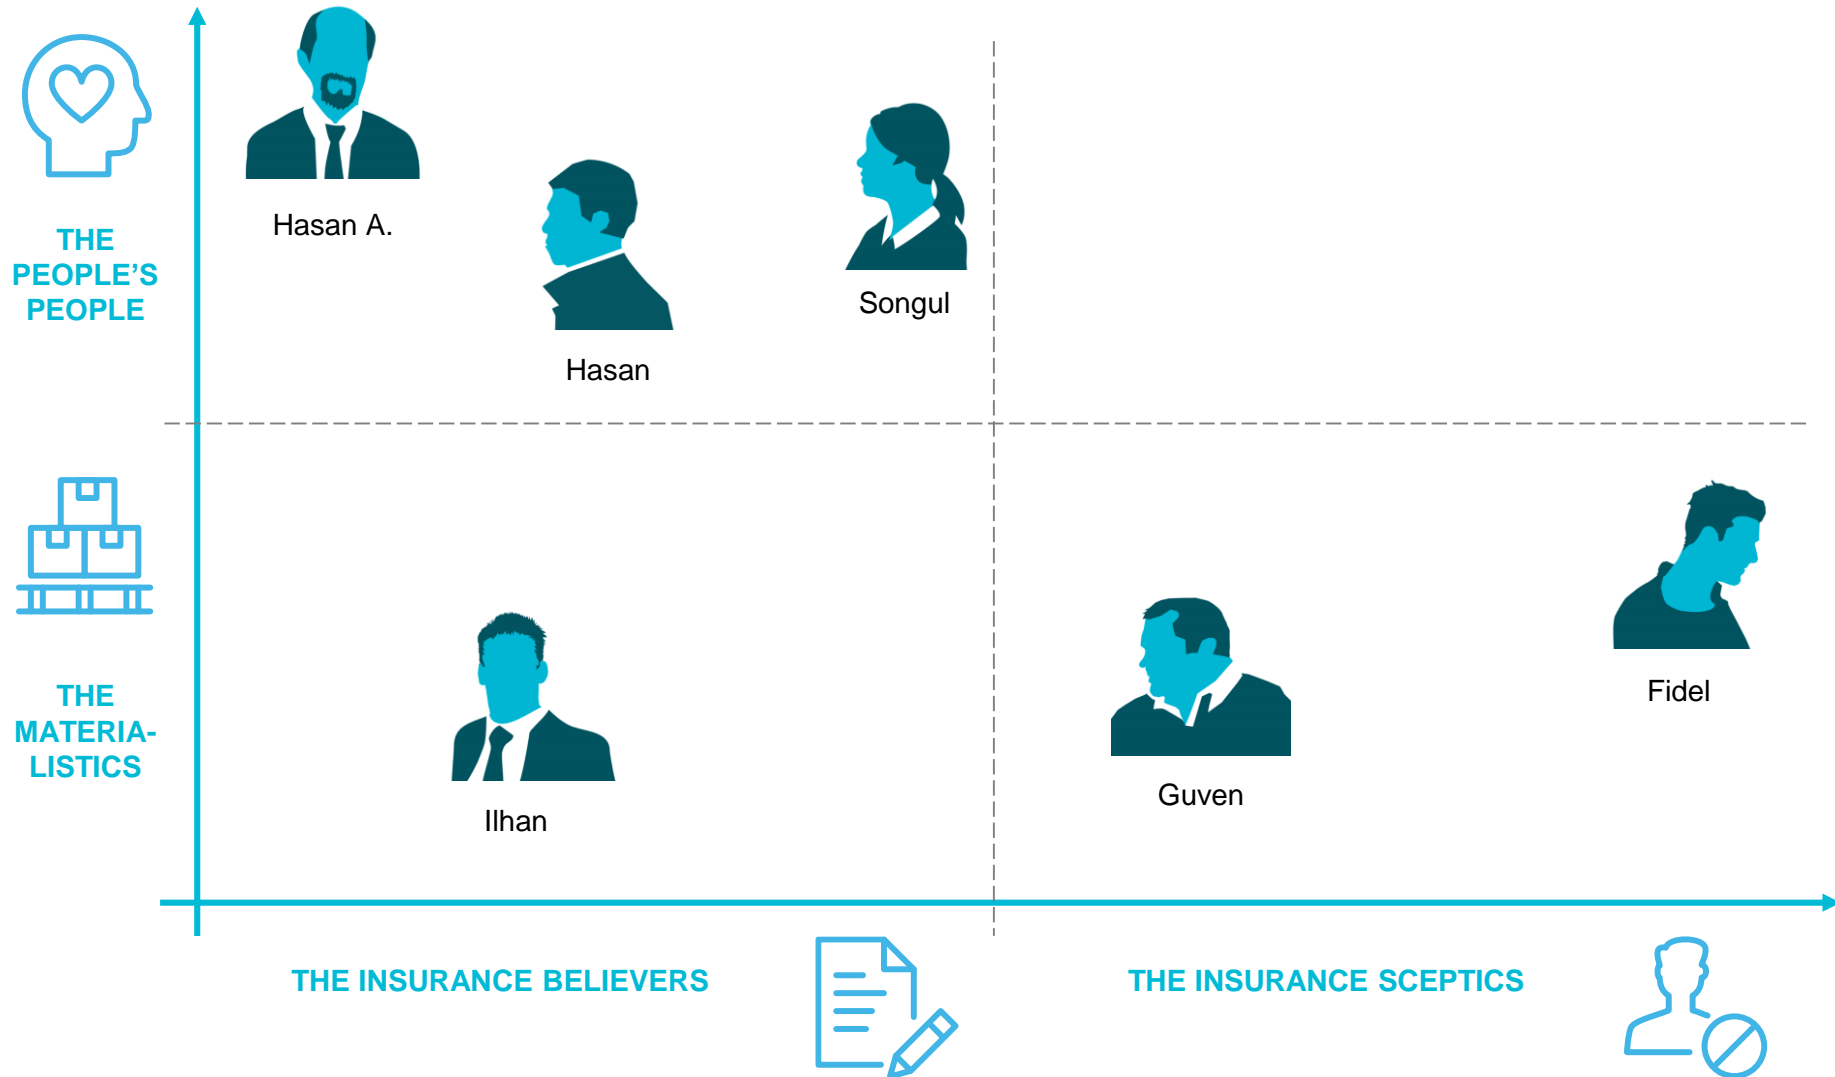 Hasan A.
THE
PEOPLE’S
PEOPLE
Songul
Hasan
THE
MATERIA-
LISTICS
Fidel
Guven
Ilhan
THE INSURANCE BELIEVERS
THE INSURANCE SCEPTICS